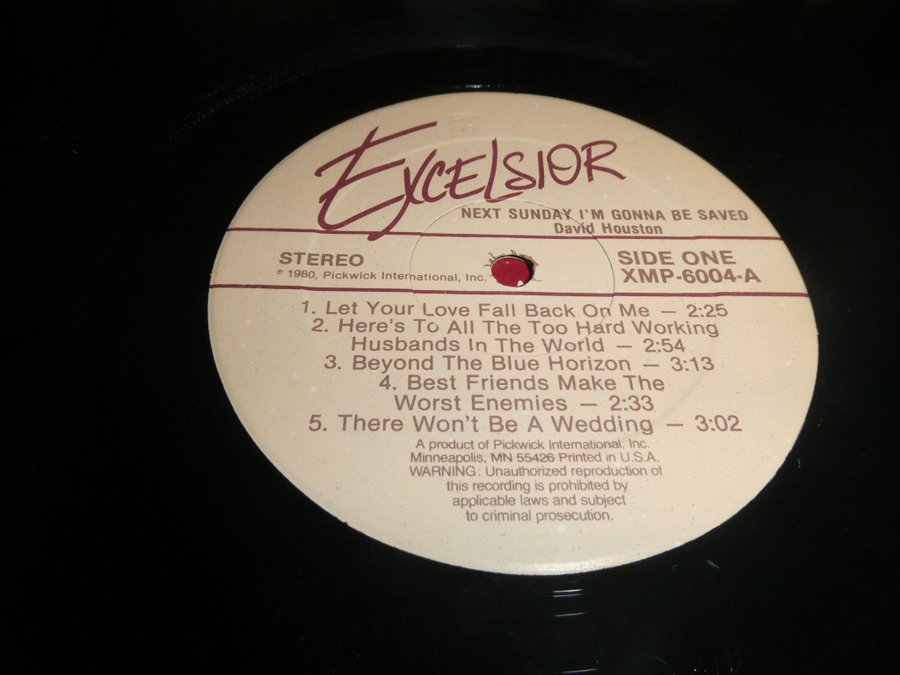 EXCELSIOR
NEXT SUNDAY I'M GONNA BE SAVED
David Houston
STEREO
℗ 1980, Pickwick International, Inc.
SIDE ONE
XMP-6004-A
1. Let Your Love Fall Back On Me — 2:25
2. Here's To All The Too Hard Working
Husbands In The World — 2:54
3. Beyond The Blue Horizon — 3:13
4. Best Friends Make The
Worst Enemies — 2:33
5. There Won't Be A Wedding — 3:02
A product of Pickwick International, Inc.
Minneapolis, MN 55426 Printed in U.S.A.
WARNING: Unauthorized reproduction of
this recording is prohibited by
applicable laws and subject
to criminal prosecution.